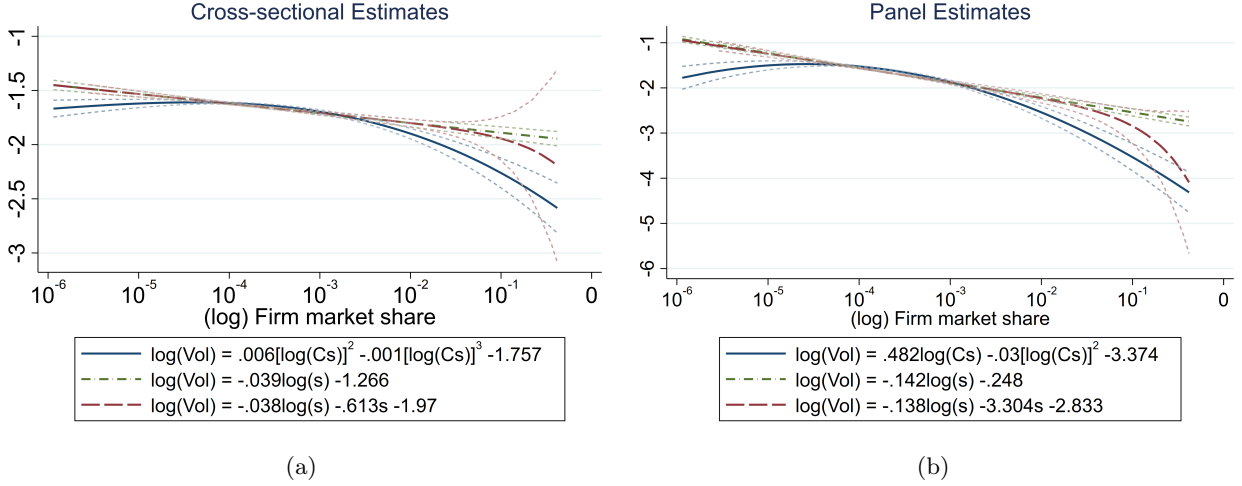 Cross-sectional Estimates
-1
-1.5
-2
-2.5
-3
10^-6 10^-5 10^-4 10^-3 10^-2 10^-1 0
(log) Firm market share
log(Vol) = .006[log(Cs)]^2 -.001[log(Cs)]^3 -1.757
log(Vol) = -.039log(s) -1.266
log(Vol) = -.038log(s) -.613s -1.97
(a)
Panel Estimates
-1
-2
-3
-4
-5
-6
10^-6 10^-5 10^-4 10^-3 10^-2 10^-1 0
(log) Firm market share
log(Vol) = .482log(Cs) -.03[log(Cs)]^2 -3.374
log(Vol) = -.142log(s) -.248
log(Vol) = -.138log(s) -3.304s -2.833
(b)